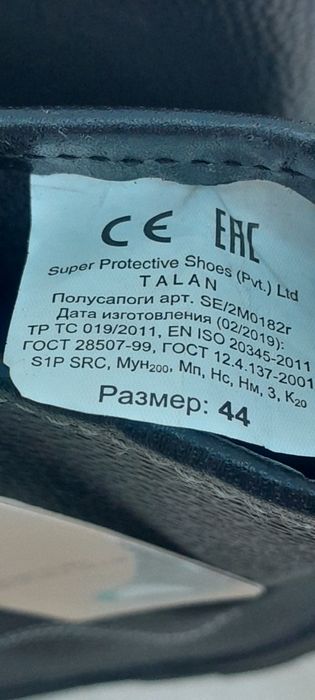 CE EAC
Super Protective Shoes (Pvt.) Ltd
TALAN
Полусапоги арт. SE/2M0182г
Дата изготовления (02/2019):
ТР ТС 019/2011, EN ISO 20345-2011
ГОСТ 28507-99, ГОСТ 12.4.137-2001
S1P SRC, Мун200, Мп, Нс, Нм, З, К20
Размер: 44